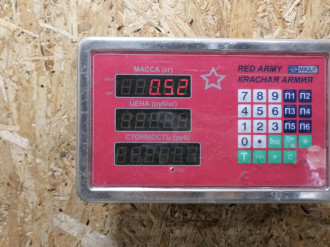 МАССА (кг)
0.52
ЦЕНА (руб/кг)
СТОИМОСТЬ (руб)
RED ARMY
КРАСНАЯ АРМИЯ
7 8 9 П1 П2
4 5 6 П3 П4
1 2 3 П5 П6
0
T